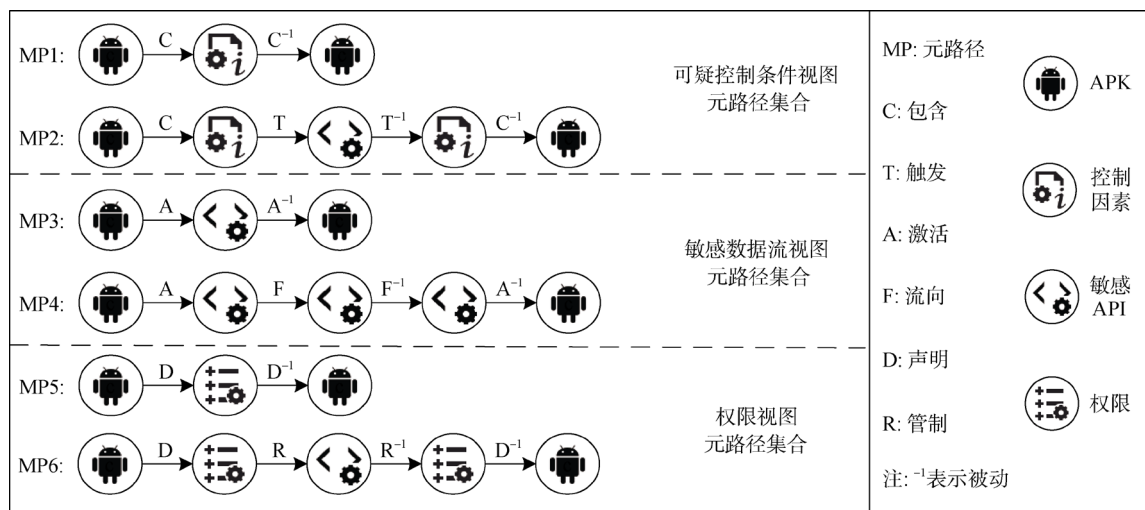 MP1:
C
C⁻¹
MP2:
C
T
T⁻¹
C⁻¹
可疑控制条件视图
元路径集合
MP3:
A
A⁻¹
MP4:
A
F
F⁻¹
A⁻¹
敏感数据流视图
元路径集合
MP5:
D
D⁻¹
MP6:
D
R
R⁻¹
D⁻¹
权限视图
元路径集合
MP: 元路径
C: 包含
T: 触发
A: 激活
F: 流向
D: 声明
R: 管制
注: ⁻¹表示被动
APK
控制
因素
敏感
API
权限